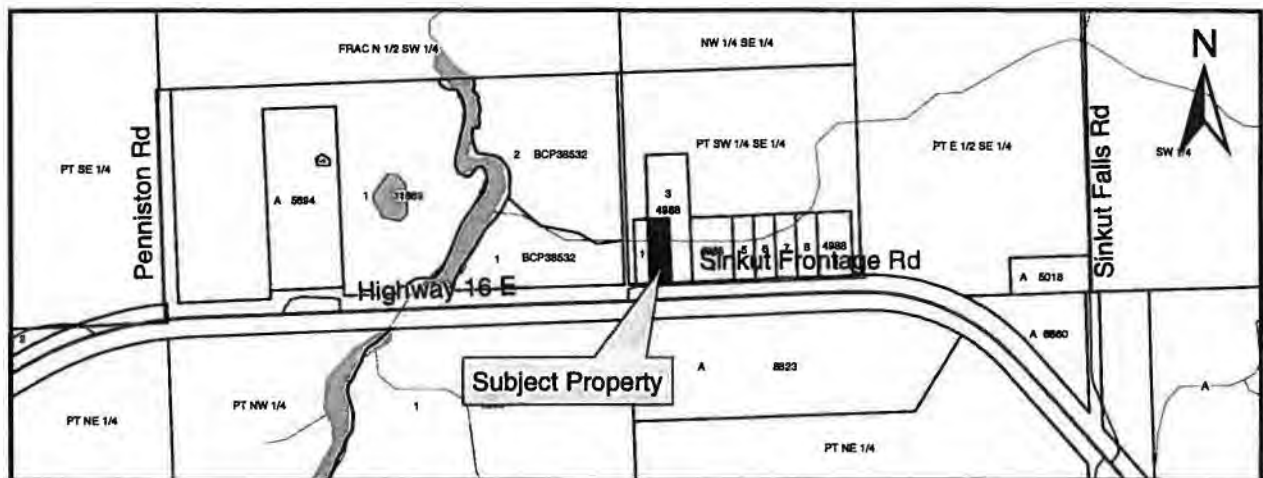 FRAC N 1/2 SW 1/4
NW 1/4 SE 1/4
N
Penniston Rd
PT SE 1/4
2 BCP38532
PT SW 1/4 SE 1/4
PT E 1/2 SE 1/4
Sinkut Falls Rd
SW 1/4
A 5694
1
3
4988
1
5 6 7 8 4988
1 BCP38532
Sinkut Frontage Rd
Highway 16 E
A 5018
2
A 6660
Subject Property
A 8823
A
PT NW 1/4
1
PT NE 1/4
PT NE 1/4